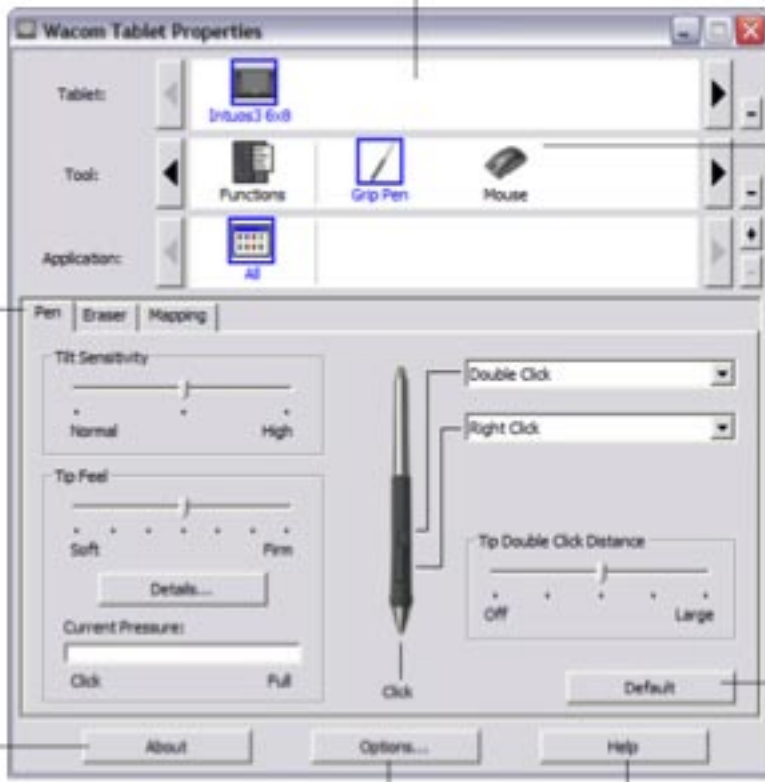 Wacom Tablet Properties
Tablet:
Intuos3 6x8
Tool:
Functions
Grip Pen
Mouse
Application:
All
Pen
Eraser
Mapping
Tilt Sensitivity
Normal
High
Double Click
Right Click
Tip Feel
Soft
Firm
Details...
Current Pressure:
Click
Full
Click
Tip Double Click Distance
Off
Large
Default
About
Options...
Help